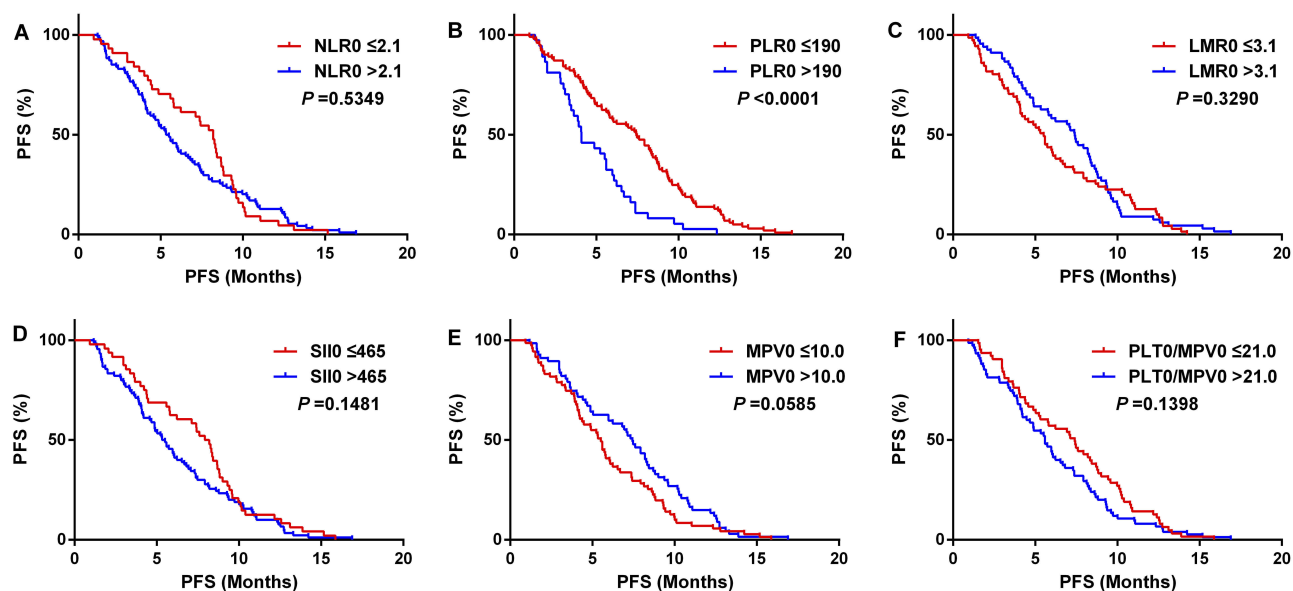 A
PFS (%)
100
50
0
NLR0 ≤2.1
NLR0 >2.1
P =0.5349
0 5 10 15 20
PFS (Months)
B
PFS (%)
100
50
0
PLR0 ≤190
PLR0 >190
P <0.0001
0 5 10 15 20
PFS (Months)
C
PFS (%)
100
50
0
LMR0 ≤3.1
LMR0 >3.1
P =0.3290
0 5 10 15 20
PFS (Months)
D
PFS (%)
100
50
0
SII0 ≤465
SII0 >465
P =0.1481
0 5 10 15 20
PFS (Months)
E
PFS (%)
100
50
0
MPV0 ≤10.0
MPV0 >10.0
P =0.0585
0 5 10 15 20
PFS (Months)
F
PFS (%)
100
50
0
PLT0/MPV0 ≤21.0
PLT0/MPV0 >21.0
P =0.1398
0 5 10 15 20
PFS (Months)